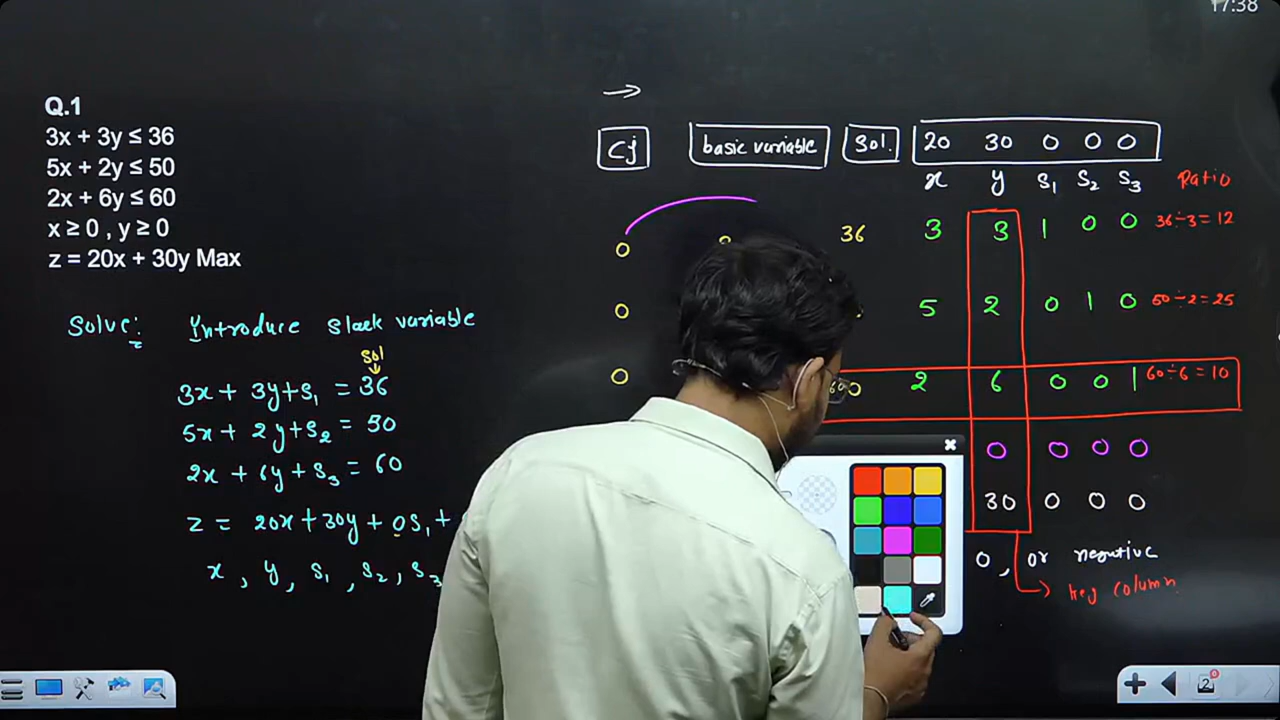 17:38
Q.1
3x + 3y ≤ 36
5x + 2y ≤ 50
2x + 6y ≤ 60
x ≥ 0 , y ≥ 0
z = 20x + 30y Max
Solve:
Introduce slack variable
sol
3x + 3y + S₁ = 36
5x + 2y + S₂ = 50
2x + 6y + S₃ = 60
z = 20x + 30y + 0S₁ +
x , y , S₁ , S₂ , S₃
→
Cj basic variable Sol. 20 30 0 0 0
x y S₁ S₂ S₃ Ratio
0 36 3 3 1 0 0 36÷3 = 12
0 5 2 0 1 0 50÷2 = 25
0 60 2 6 0 0 1 60÷6 = 10
0 0 0 0
30 0 0 0
0 , or negative
key column
2